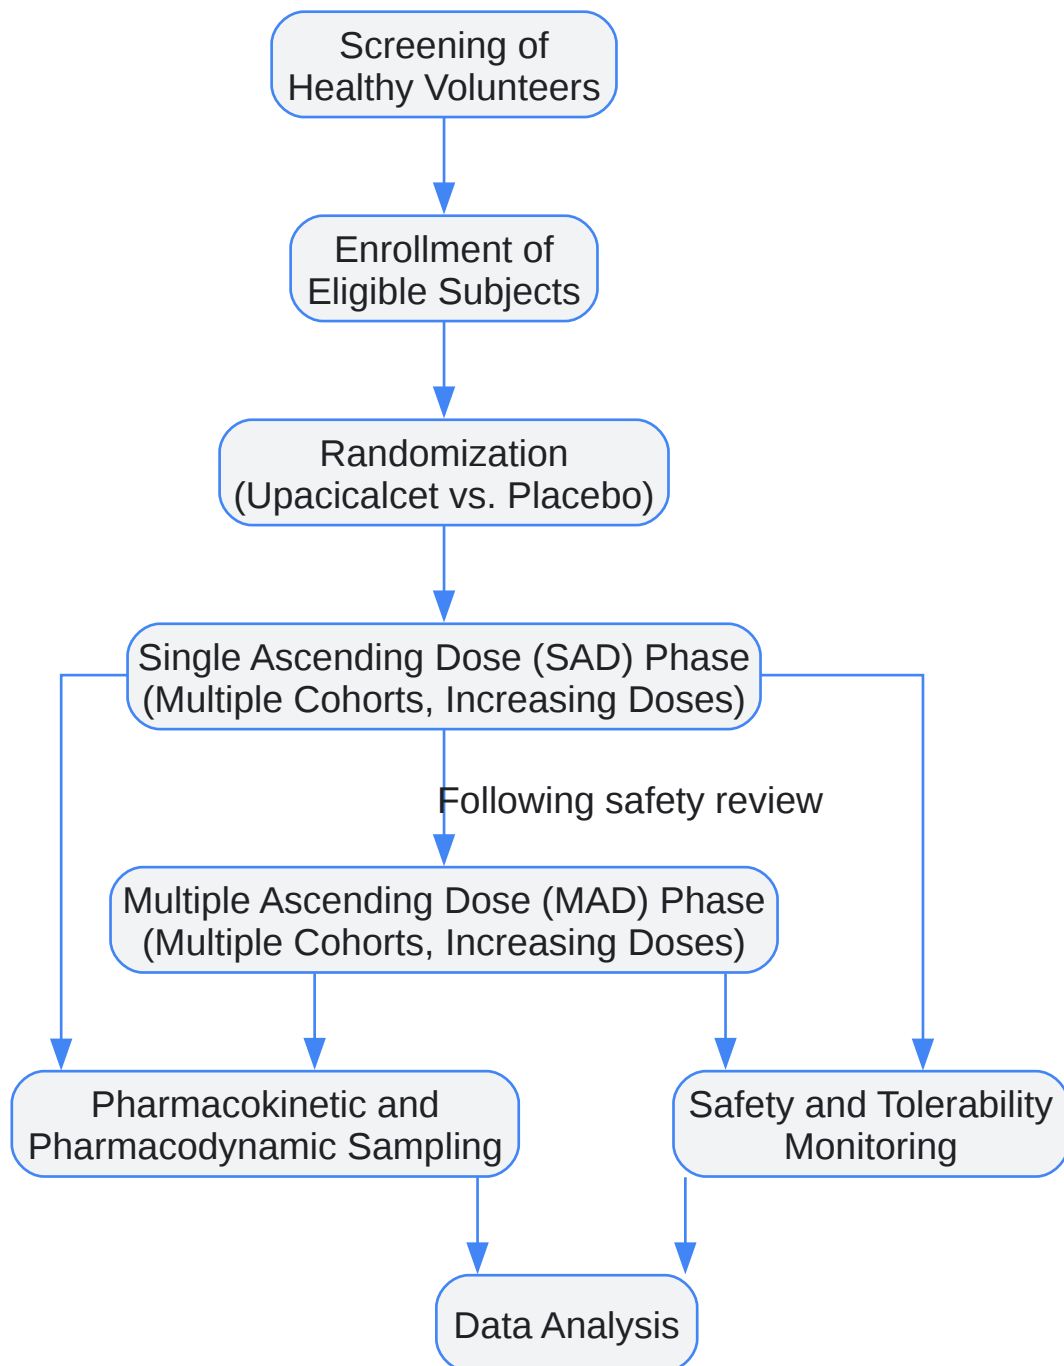 Screening of
Healthy Volunteers
Enrollment of
Eligible Subjects
Randomization
(Upacicalcet vs. Placebo)
Single Ascending Dose (SAD) Phase
(Multiple Cohorts, Increasing Doses)
Following safety review
Multiple Ascending Dose (MAD) Phase
(Multiple Cohorts, Increasing Doses)
Pharmacokinetic and
Pharmacodynamic Sampling
Safety and Tolerability
Monitoring
Data Analysis